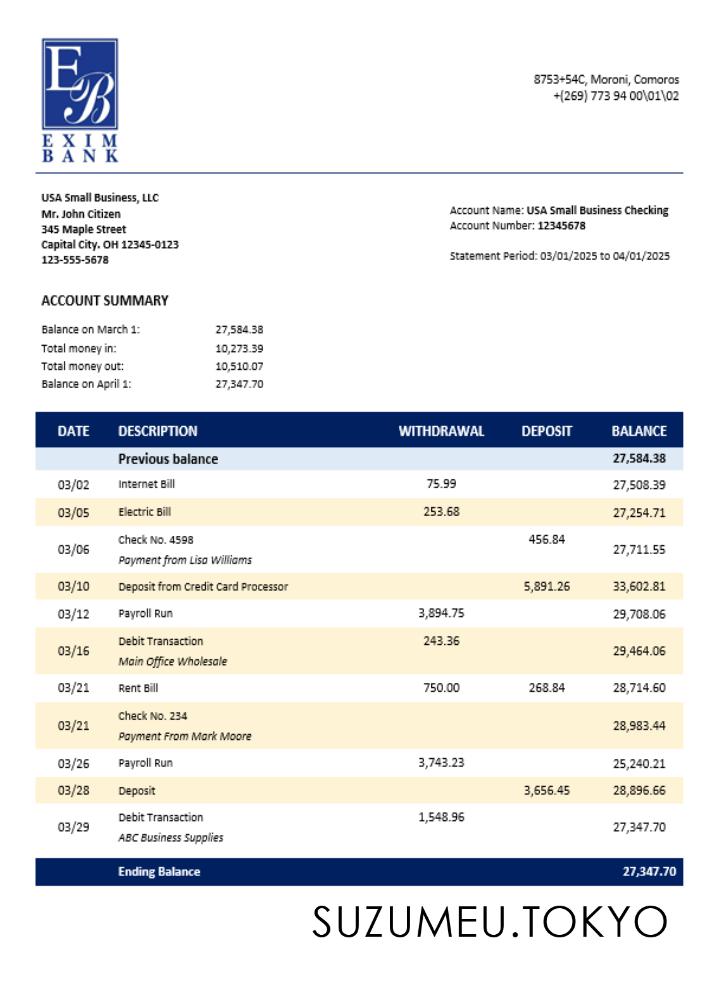 EB
EXIM
BANK
8753+54C, Moroni, Comoros
+(269) 773 94 00\01\02
USA Small Business, LLC
Mr. John Citizen
345 Maple Street
Capital City. OH 12345-0123
123-555-5678
Account Name: USA Small Business Checking
Account Number: 12345678
Statement Period: 03/01/2025 to 04/01/2025
ACCOUNT SUMMARY
Balance on March 1: 27,584.38
Total money in: 10,273.39
Total money out: 10,510.07
Balance on April 1: 27,347.70
DATE DESCRIPTION WITHDRAWAL DEPOSIT BALANCE
Previous balance 27,584.38
03/02 Internet Bill 75.99 27,508.39
03/05 Electric Bill 253.68 27,254.71
03/06 Check No. 4598 456.84 27,711.55
Payment from Lisa Williams
03/10 Deposit from Credit Card Processor 5,891.26 33,602.81
03/12 Payroll Run 3,894.75 29,708.06
03/16 Debit Transaction 243.36 29,464.06
Main Office Wholesale
03/21 Rent Bill 750.00 268.84 28,714.60
03/21 Check No. 234 28,983.44
Payment From Mark Moore
03/26 Payroll Run 3,743.23 25,240.21
03/28 Deposit 3,656.45 28,896.66
03/29 Debit Transaction 1,548.96 27,347.70
ABC Business Supplies
Ending Balance 27,347.70
SUZUMEU.TOKYO